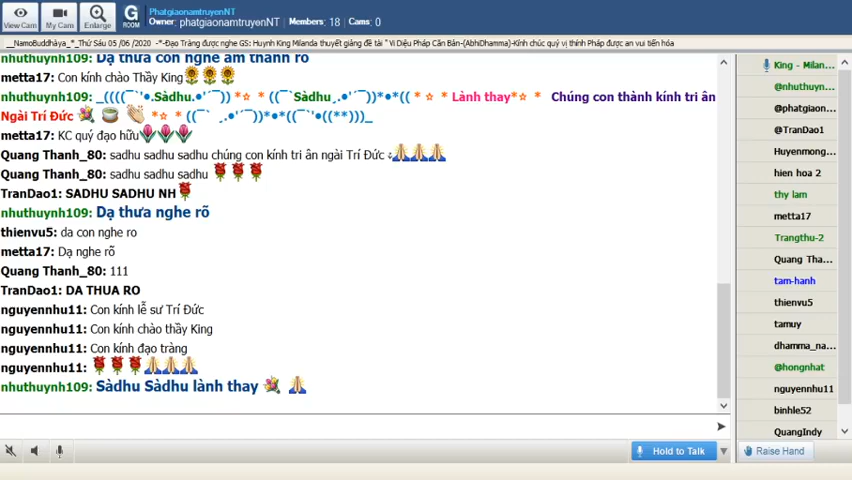 View Cam
My Cam
Enlarge
G ROOM
PhatgiaonamtruyenNT
Owner: phatgiaonamtruyenNT Members: 18 Cams: 0
__NamoBuddhàya_*_Thứ Sáu 05 /06 /2020 -*-Đạo Tràng được nghe GS: Huynh King Milanda thuyết giảng đề tài " Vi Diệu Pháp Căn Bản-(AbhiDhamma)-Kính chúc quý vị thính Pháp được an vui tiến hóa
nhuthuynh109: Dạ thưa con nghe âm thanh rõ
metta17: Con kính chào Thầy King🌻🌻🌻
nhuthuynh109: _((((¯`'•.Sàdhu.•'´¯)) *☆ * ((¯`Sàdhu´¸.•'´¯))*•*(( * ☆ * Lành thay*☆ * Chúng con thành kính tri ân
Ngài Trí Đức 💐 🍵 👏 *☆ * ((¯` ¸.•'´¯))*•*((¯`'•((**)))_
metta17: KC quý đạo hữu🌷🌷🌷
Quang Thanh_80: sadhu sadhu sadhu chúng con kính tri ân ngài Trí Đức 🙏🙏🙏
Quang Thanh_80: sadhu sadhu sadhu 🌹🌹🌹
TranDao1: SADHU SADHU NH🌹
nhuthuynh109: Dạ thưa nghe rõ
thienvu5: da con nghe ro
metta17: Dạ nghe rõ
Quang Thanh_80: 111
TranDao1: DA THUA RO
nguyennhu11: Con kính lễ sư Trí Đức
nguyennhu11: Con kính chào thầy King
nguyennhu11: Con kính đạo tràng
nguyennhu11: 🌹🌹🌹🙏🙏🙏
nhuthuynh109: Sàdhu Sàdhu lành thay 💐 🙏
Hold to Talk
King - Milan...
@nhuthuyn...
@phatgiaon...
@TranDao1
Huyenmong...
hien hoa 2
thy lam
metta17
Trangthu-2
Quang Tha...
tam-hanh
thienvu5
tamuy
dhamma_na...
@hongnhat
nguyennhu11
binhle52
QuangIndy
Raise Hand